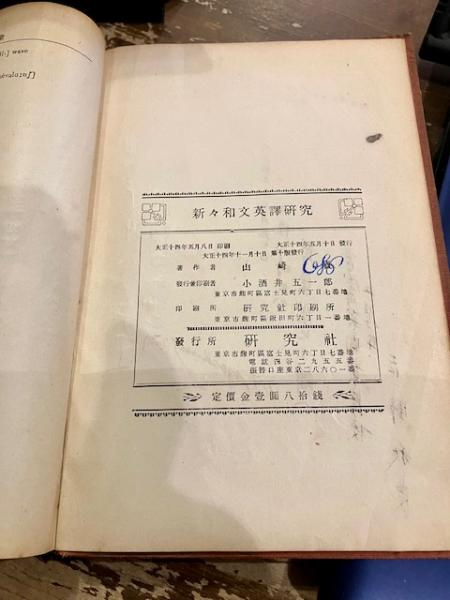 wave
新々和文英譯研究
大正十四年五月八日 印刷
大正十四年五月十日 發行
大正十四年十一月十日 第十版發行
著作者 山崎
發行兼印刷者 小酒井五一郎
東京市麴町區富士見町六丁目七番地
印刷所 研究社印刷所
東京市麴町區飯田町六丁目一番地
發行所 研究社
東京市麴町區富士見町六丁目七番地
電話四谷二九五五番
振替口座東京二八六〇一番
定價金壹圓八拾錢